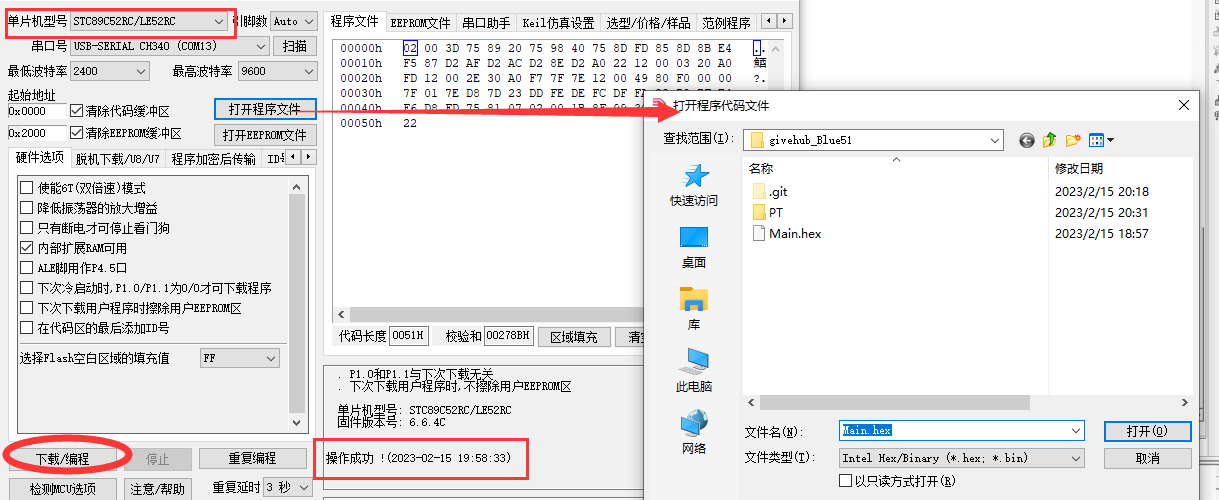 单片机型号 STC89C52RC/LE52RC 引脚数 Auto
串口号 USB-SERIAL CH340 (COM13) 扫描
最低波特率 2400 最高波特率 9600
起始地址
0x0000 清除代码缓冲区 打开程序文件
0x2000 清除EEPROM缓冲区 打开EEPROM文件
硬件选项 脱机下载/U8/U7 程序加密后传输
使能6T(双倍速)模式
降低振荡器的放大增益
只有断电才可停止看门狗
内部扩展RAM可用
ALE脚用作P4.5口
下次冷启动时,P1.0/P1.1为0/0才可下载程序
下次下载用户程序时擦除用户EEPROM区
在代码区的最后添加ID号
选择Flash空白区域的填充值 FF
下载/编程 停止 重复编程
检测MCU选项 注意/帮助 重复延时 3 秒
程序文件 EEPROM文件 串口助手 Keil仿真设置 选型/价格/样品 范例程序
00000h 02 00 3D 75 89 20 75 98 40 75 8D FD 85 8D 8B E4
00010h F5 87 D2 AF D2 AC D2 8E D2 A0 22 12 00 03 20 A0
00020h FD 12 00 2E 30 A0 F7 7F 7E 12 00 49 80 F0 00 00
00030h 7F 01 7E D8 7D 23 DD FE DE FC DF
00040h F6 D8 FD 75 81 07 02 00
00050h 22
代码长度 0051H 校验和 00278BH 区域填充
. P1.0和P1.1与下次下载无关
. 下次下载用户程序时,不擦除用户EEPROM区
单片机型号: STC89C52RC/LE52RC
固件版本号: 6.6.4C
操作成功 !(2023-02-15 19:58:33)
打开程序代码文件
查找范围(I): givehub_Blue51
快速访问
桌面
库
此电脑
网络
名称 修改日期
.git 2023/2/15 20:18
PT 2023/2/15 20:31
Main.hex 2023/2/15 18:57
文件名(N): Main.hex 打开(O)
文件类型(T): Intel Hex/Binary (*.hex; *.bin) 取消
以只读方式打开(R)